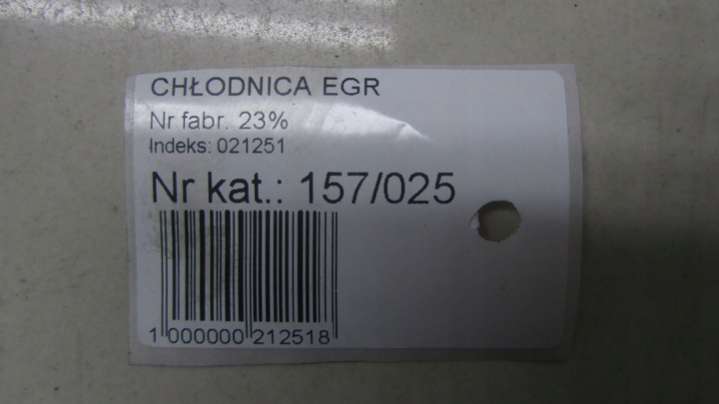 CHŁODNICA EGR
Nr fabr. 23%
Indeks: 021251
Nr kat.: 157/025
1 000000 212518